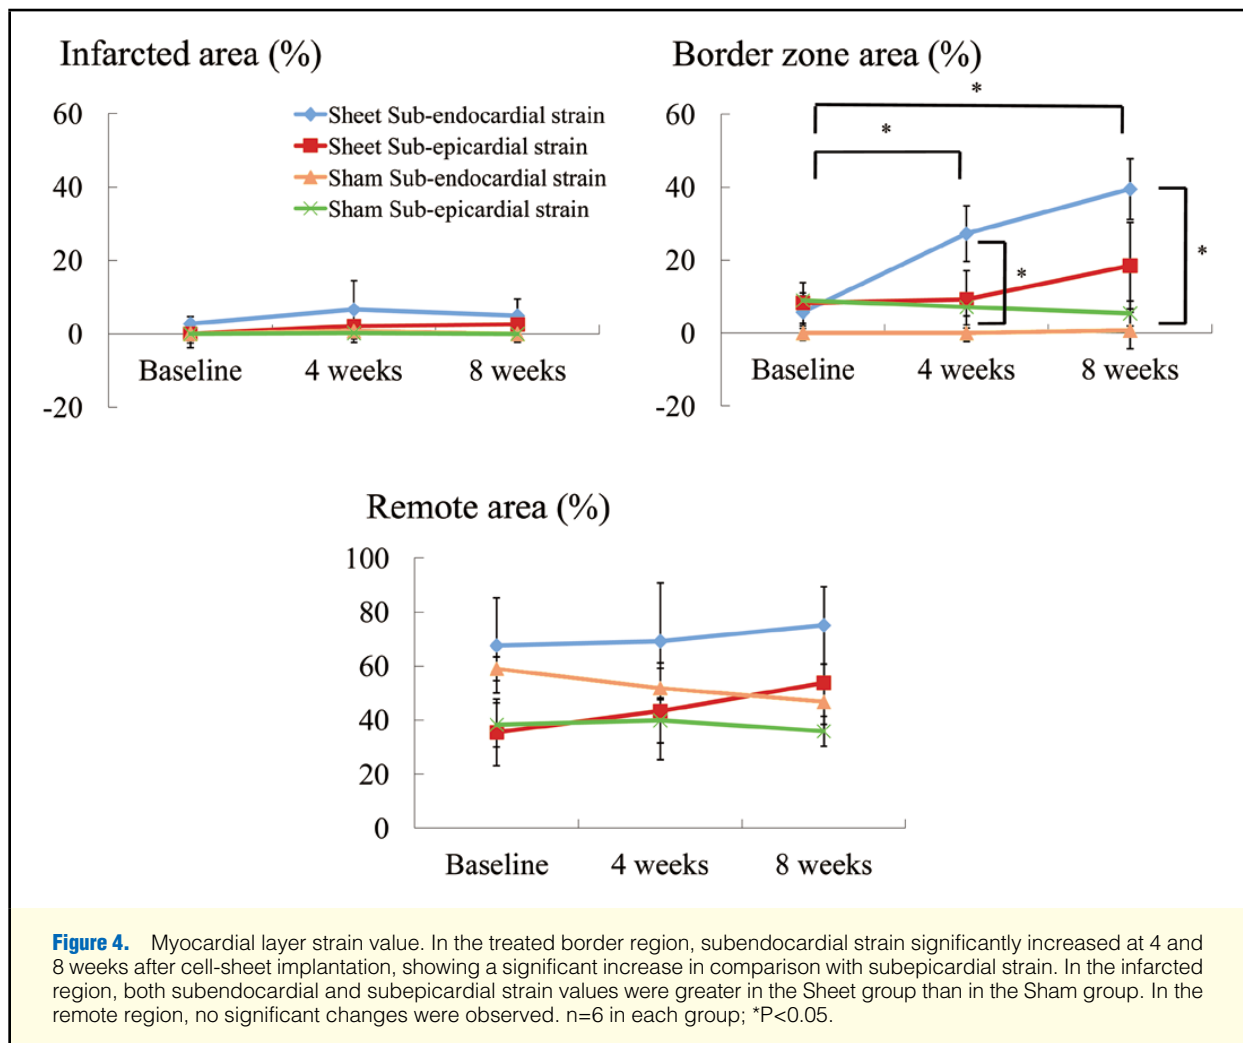 Infarcted area (%)
60
40
20
0
-20
Baseline 4 weeks 8 weeks
Sheet Sub-endocardial strain
Sheet Sub-epicardial strain
Sham Sub-endocardial strain
Sham Sub-epicardial strain
Border zone area (%)
60
40
20
0
-20
Baseline 4 weeks 8 weeks
*
*
*
*
Remote area (%)
100
80
60
40
20
0
Baseline 4 weeks 8 weeks
Figure 4. Myocardial layer strain value. In the treated border region, subendocardial strain significantly increased at 4 and
8 weeks after cell-sheet implantation, showing a significant increase in comparison with subepicardial strain. In the infarcted
region, both subendocardial and subepicardial strain values were greater in the Sheet group than in the Sham group. In the
remote region, no significant changes were observed. n=6 in each group; *P<0.05.